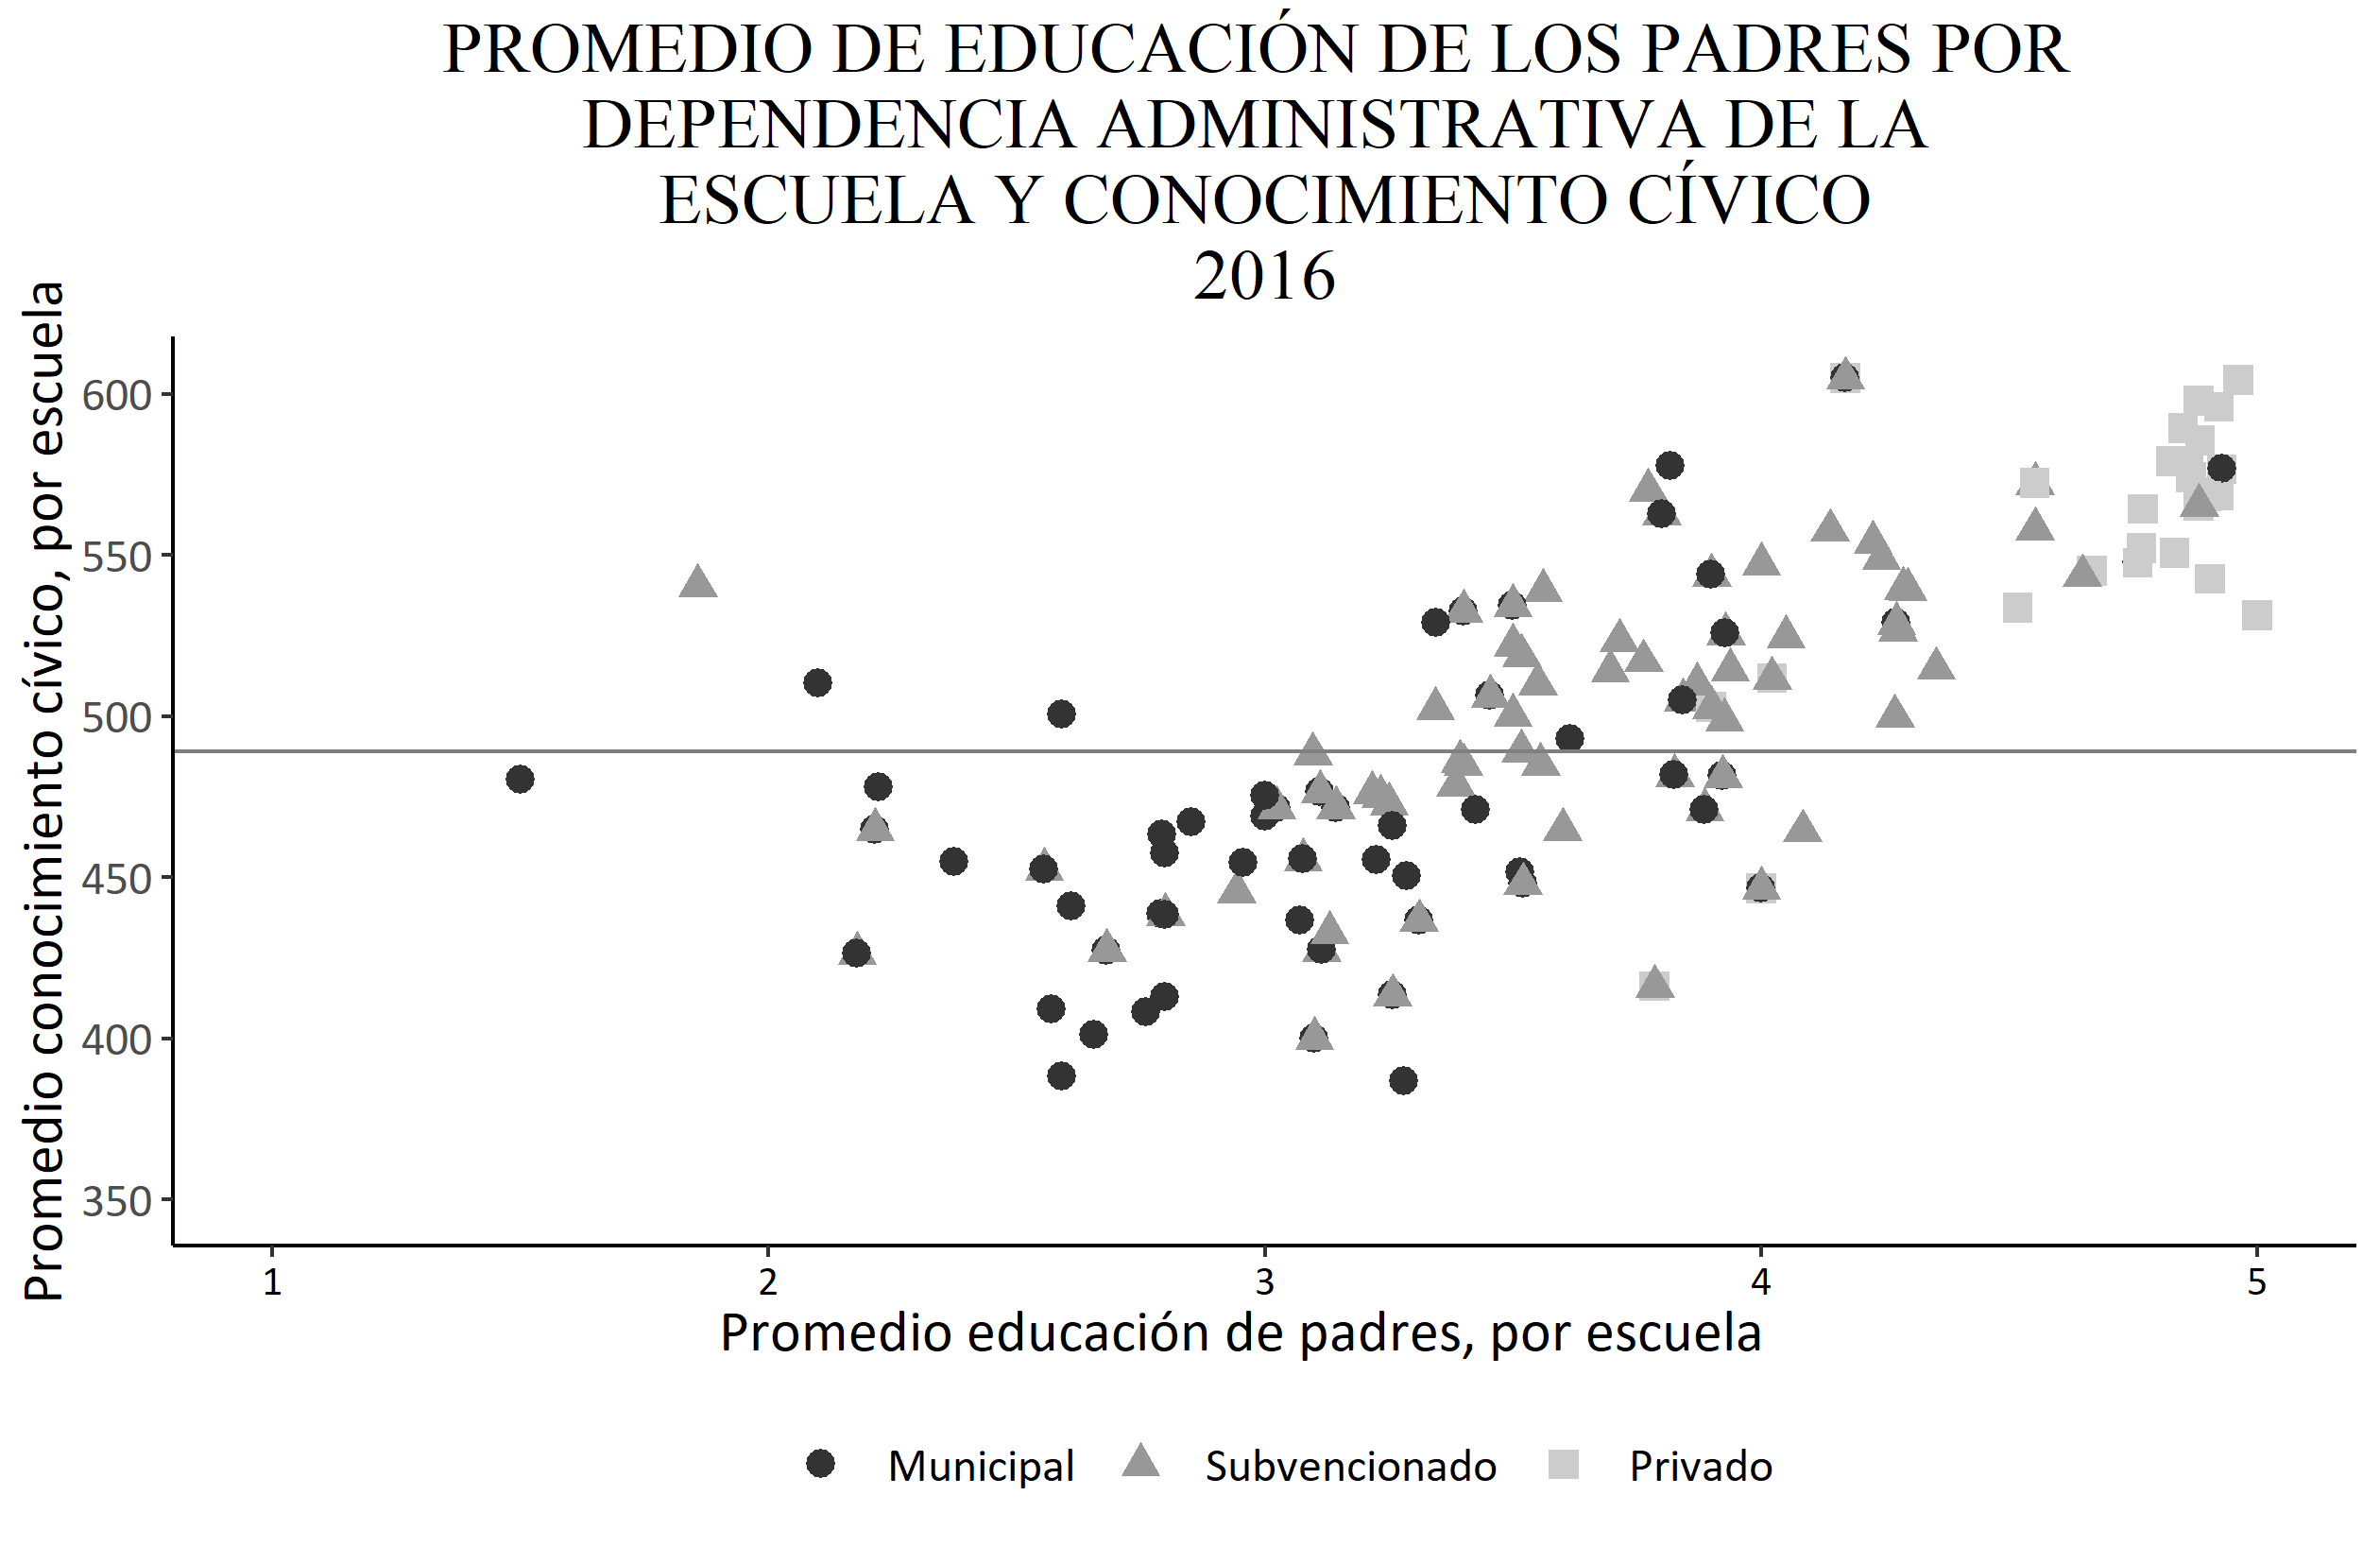 PROMEDIO DE EDUCACIÓN DE LOS PADRES POR
DEPENDENCIA ADMINISTRATIVA DE LA
ESCUELA Y CONOCIMIENTO CÍVICO
2016
Promedio conocimiento cívico, por escuela
600
550
500
450
400
350
1 2 3 4 5
Promedio educación de padres, por escuela
Municipal Subvencionado Privado